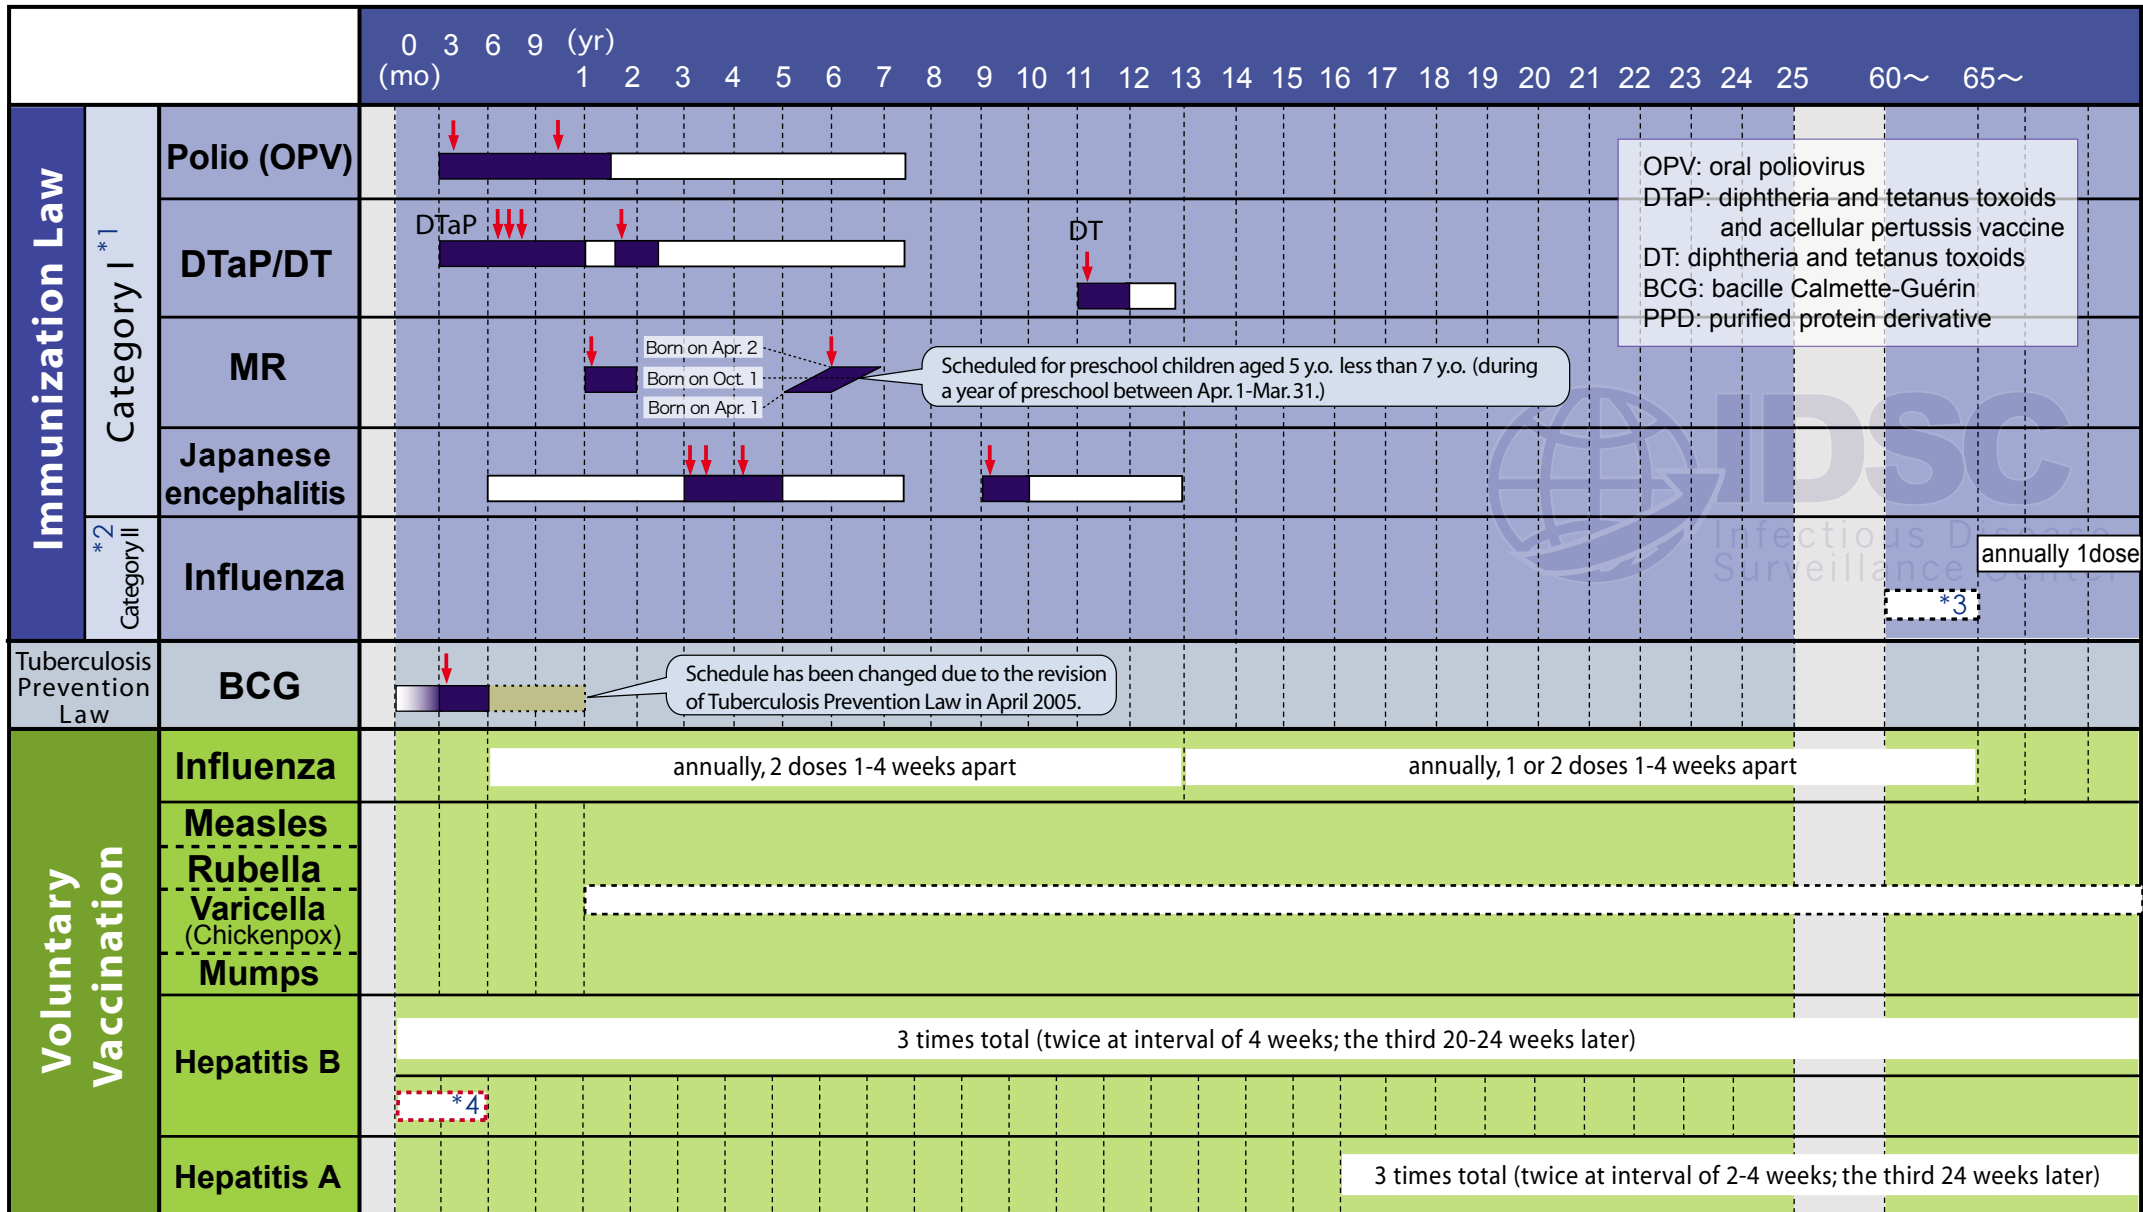 0 3 6 9 (yr)
(mo) 1 2 3 4 5 6 7 8 9 10 11 12 13 14 15 16 17 18 19 20 21 22 23 24 25 60～ 65～
Immunization Law
Category I *1
Polio (OPV)
OPV: oral poliovirus
DTaP: diphtheria and tetanus toxoids
and acellular pertussis vaccine
DT: diphtheria and tetanus toxoids
BCG: bacille Calmette-Guérin
PPD: purified protein derivative
DTaP/DT
DTaP
DT
MR
Born on Apr. 2
Born on Oct. 1
Born on Apr. 1
Scheduled for preschool children aged 5 y.o. less than 7 y.o. (during
a year of preschool between Apr. 1-Mar. 31.)
Japanese
encephalitis
IDSC
Infectious Disease
Surveillance Center
*2
Category II
Influenza
annually 1dose
*3
Tuberculosis
Prevention
Law
BCG
Schedule has been changed due to the revision
of Tuberculosis Prevention Law in April 2005.
Voluntary
Vaccination
Influenza
annually, 2 doses 1-4 weeks apart
annually, 1 or 2 doses 1-4 weeks apart
Measles
Rubella
Varicella
(Chickenpox)
Mumps
Hepatitis B
3 times total (twice at interval of 4 weeks; the third 20-24 weeks later)
*4
Hepatitis A
3 times total (twice at interval of 2-4 weeks; the third 24 weeks later)